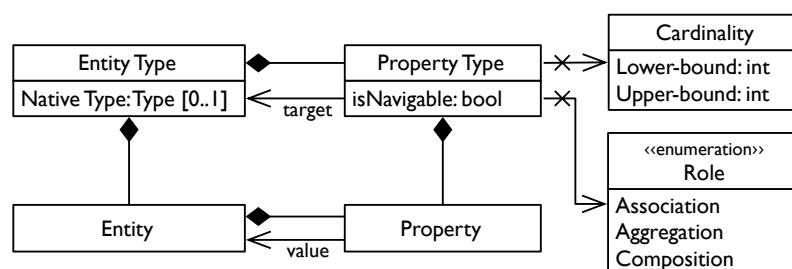 Cardinality
Lower-bound: int
Upper-bound: int
Entity Type
Native Type: Type [0..1]
Property Type
isNavigable: bool
target
‹‹enumeration››
Role
Association
Aggregation
Composition
Entity
value
Property